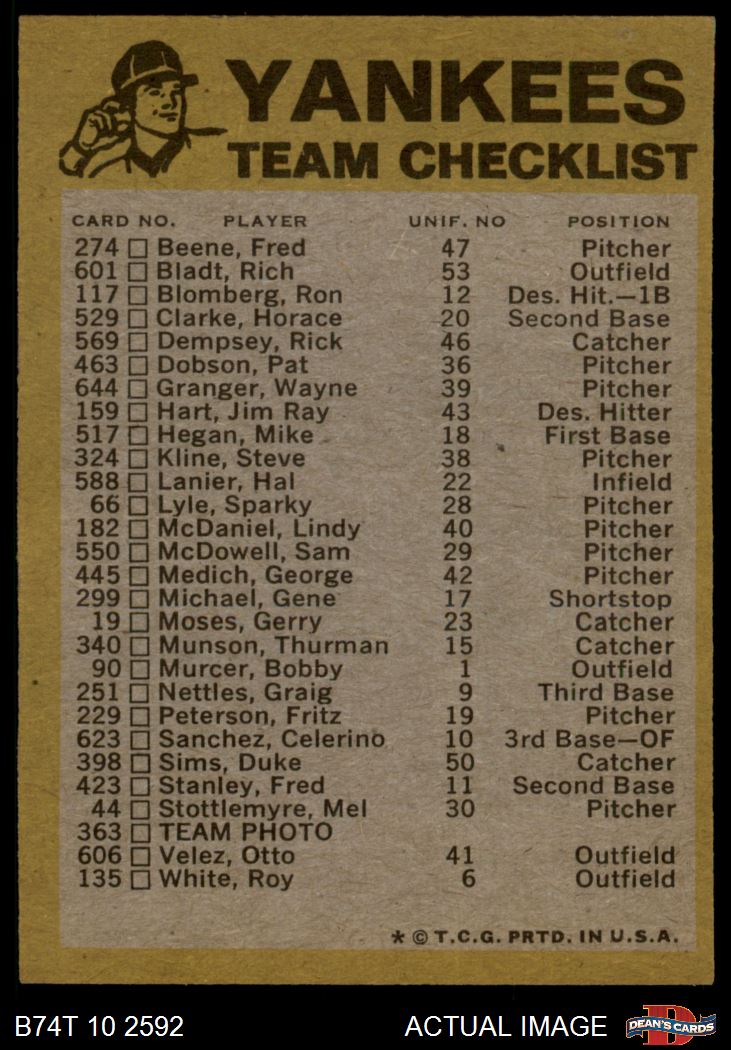 YANKEES
TEAM CHECKLIST
CARD NO. PLAYER UNIF. NO POSITION
274 Beene, Fred 47 Pitcher
601 Bladt, Rich 53 Outfield
117 Blomberg, Ron 12 Des. Hit.—1B
529 Clarke, Horace 20 Second Base
569 Dempsey, Rick 46 Catcher
463 Dobson, Pat 36 Pitcher
644 Granger, Wayne 39 Pitcher
159 Hart, Jim Ray 43 Des. Hitter
517 Hegan, Mike 18 First Base
324 Kline, Steve 38 Pitcher
588 Lanier, Hal 22 Infield
66 Lyle, Sparky 28 Pitcher
182 McDaniel, Lindy 40 Pitcher
550 McDowell, Sam 29 Pitcher
445 Medich, George 42 Pitcher
299 Michael, Gene 17 Shortstop
19 Moses, Gerry 23 Catcher
340 Munson, Thurman 15 Catcher
90 Murcer, Bobby 1 Outfield
251 Nettles, Graig 9 Third Base
229 Peterson, Fritz 19 Pitcher
623 Sanchez, Celerino 10 3rd Base—OF
398 Sims, Duke 50 Catcher
423 Stanley, Fred 11 Second Base
44 Stottlemyre, Mel 30 Pitcher
363 TEAM PHOTO
606 Velez, Otto 41 Outfield
135 White, Roy 6 Outfield
* © T.C.G. PRTD. IN U.S.A.
B74T 10 2592 ACTUAL IMAGE DEAN'S CARDS